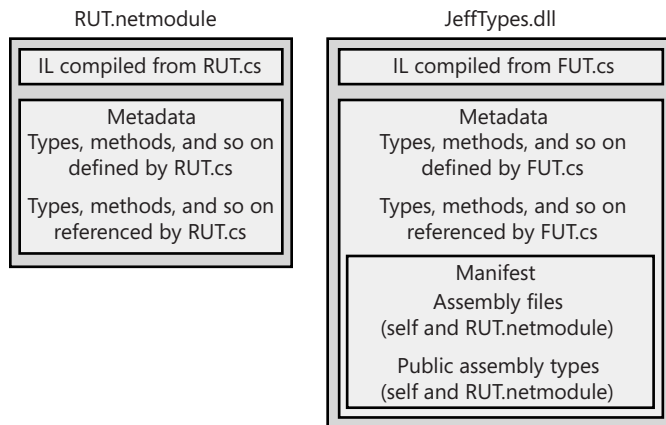 RUT.netmodule
IL compiled from RUT.cs
Metadata
Types, methods, and so on
defined by RUT.cs
Types, methods, and so on
referenced by RUT.cs
JeffTypes.dll
IL compiled from FUT.cs
Metadata
Types, methods, and so on
defined by FUT.cs
Types, methods, and so on
referenced by FUT.cs
Manifest
Assembly files
(self and RUT.netmodule)
Public assembly types
(self and RUT.netmodule)